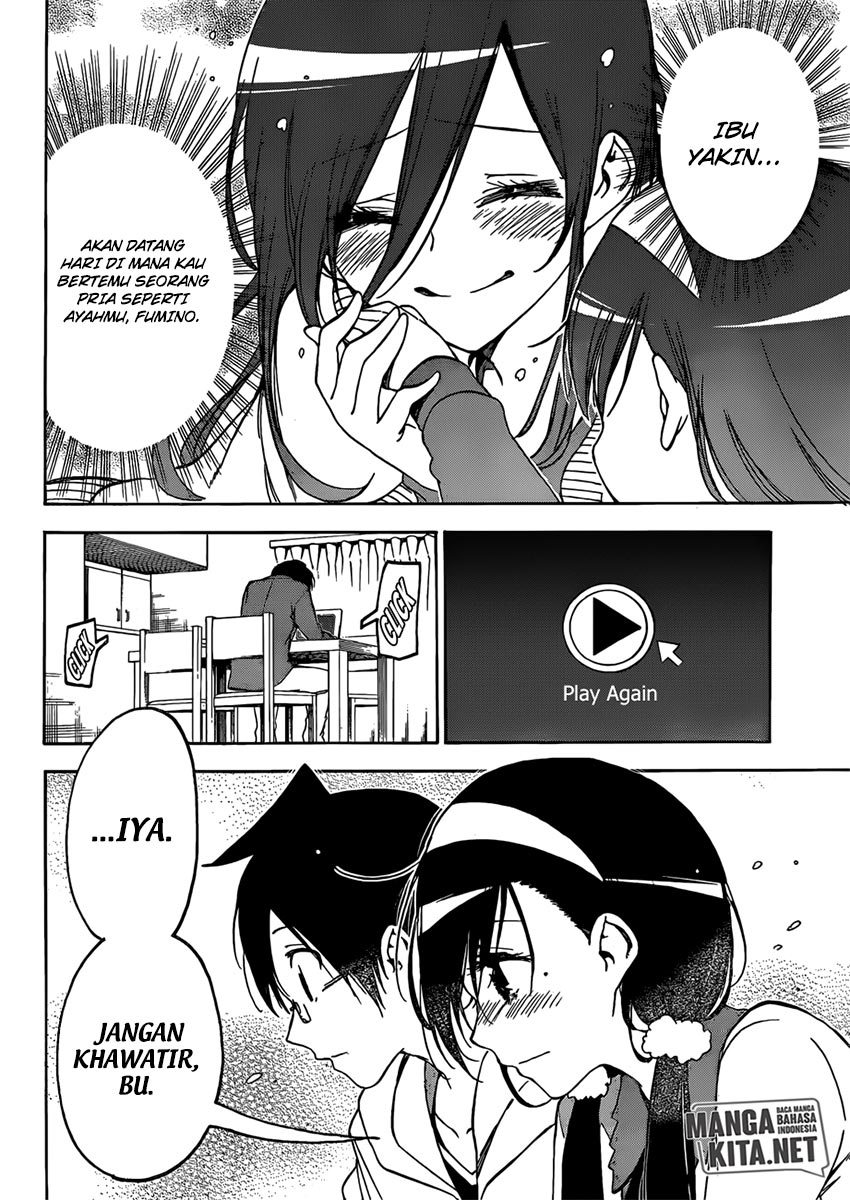 IBU
YAKIN...
AKAN DATANG
HARI DI MANA KAU
BERTEMU SEORANG
PRIA SEPERTI
AYAHMU, FUMINO.
CLICK
CLICK
Play Again
...IYA.
JANGAN
KHAWATIR,
BU.
MANGA
KITA.NET
BACA MANGA
BAHASA
INDONESIA